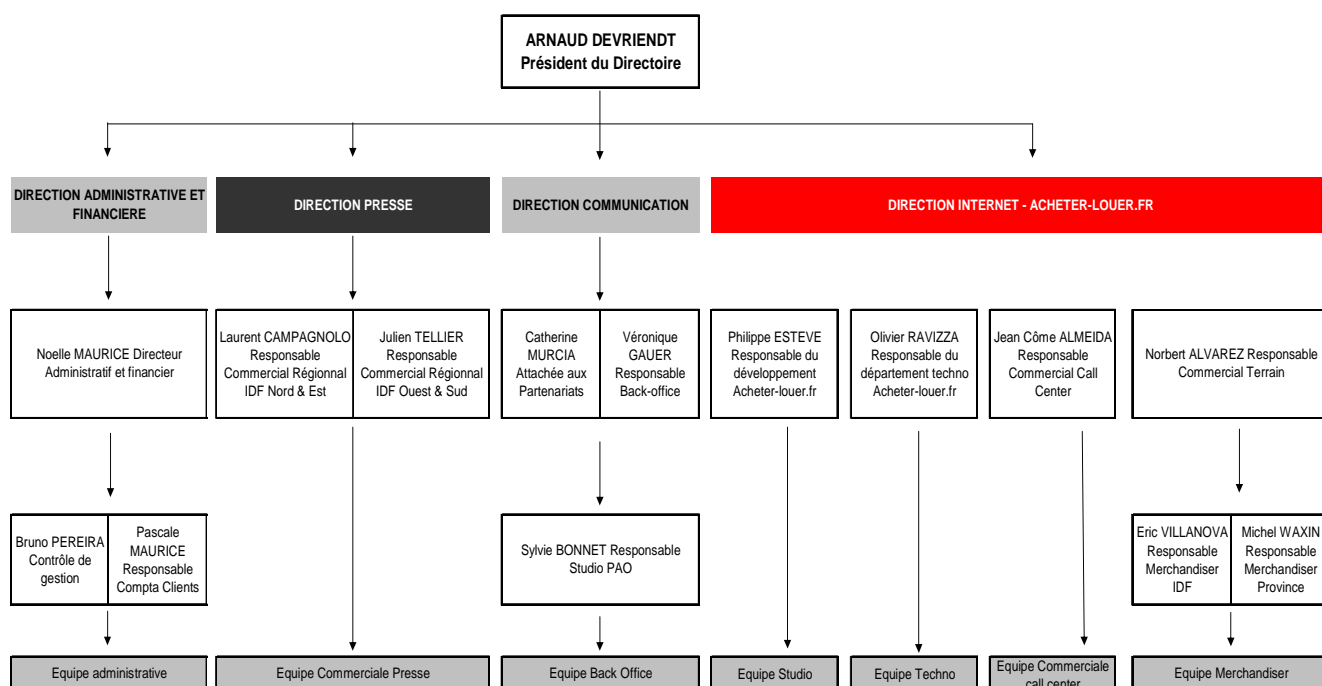 ARNAUD DEVRIENDT
Président du Directoire
DIRECTION ADMINISTRATIVE ET
FINANCIERE
DIRECTION PRESSE
DIRECTION COMMUNICATION
DIRECTION INTERNET - ACHETER-LOUER.FR
Noelle MAURICE Directeur
Administratif et financier
Laurent CAMPAGNOLO
Responsable
Commercial Régionnal
IDF Nord & Est
Julien TELLIER
Responsable
Commercial Régionnal
IDF Ouest & Sud
Catherine
MURCIA
Attachée aux
Partenariats
Véronique
GAUER
Responsable
Back-office
Philippe ESTEVE
Responsable du
développement
Acheter-louer.fr
Olivier RAVIZZA
Responsable du
département techno
Acheter-louer.fr
Jean Côme ALMEIDA
Responsable
Commercial Call
Center
Norbert ALVAREZ Responsable
Commercial Terrain
Bruno PEREIRA
Contrôle de
gestion
Pascale
MAURICE
Responsable
Compta Clients
Sylvie BONNET Responsable
Studio PAO
Eric VILLANOVA
Responsable
Merchandiser
IDF
Michel WAXIN
Responsable
Merchandiser
Province
Equipe administrative
Equipe Commerciale Presse
Equipe Back Office
Equipe Studio
Equipe Techno
Equipe Commerciale
call center
Equipe Merchandiser